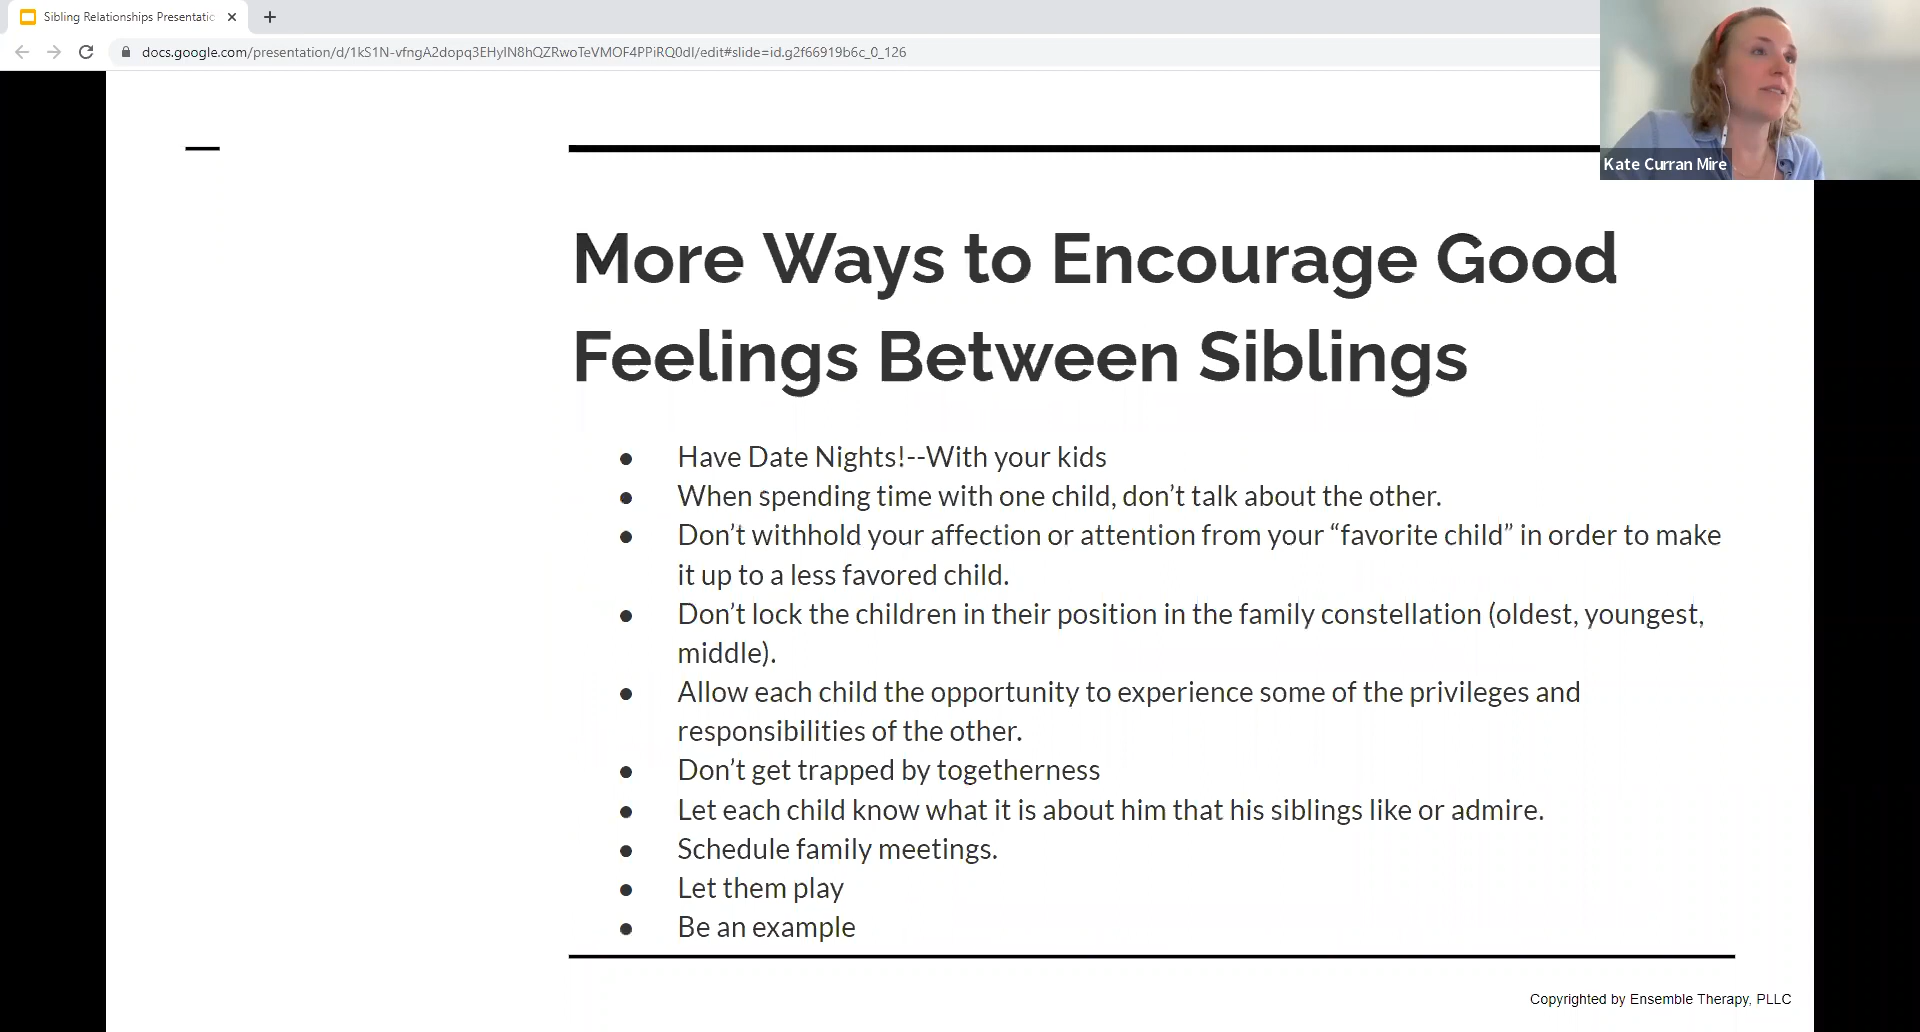 Sibling Relationships Presentatio
docs.google.com/presentation/d/1kS1N-vfngA2dopq3EHyIN8hQZRwoTeVMOF4PPiRQ0dI/edit#slide=id.g2f66919b6c_0_126
Kate Curran Mire
More Ways to Encourage Good
Feelings Between Siblings
● Have Date Nights!--With your kids
● When spending time with one child, don’t talk about the other.
● Don’t withhold your affection or attention from your “favorite child” in order to make
it up to a less favored child.
● Don’t lock the children in their position in the family constellation (oldest, youngest,
middle).
● Allow each child the opportunity to experience some of the privileges and
responsibilities of the other.
● Don’t get trapped by togetherness
● Let each child know what it is about him that his siblings like or admire.
● Schedule family meetings.
● Let them play
● Be an example
Copyrighted by Ensemble Therapy, PLLC